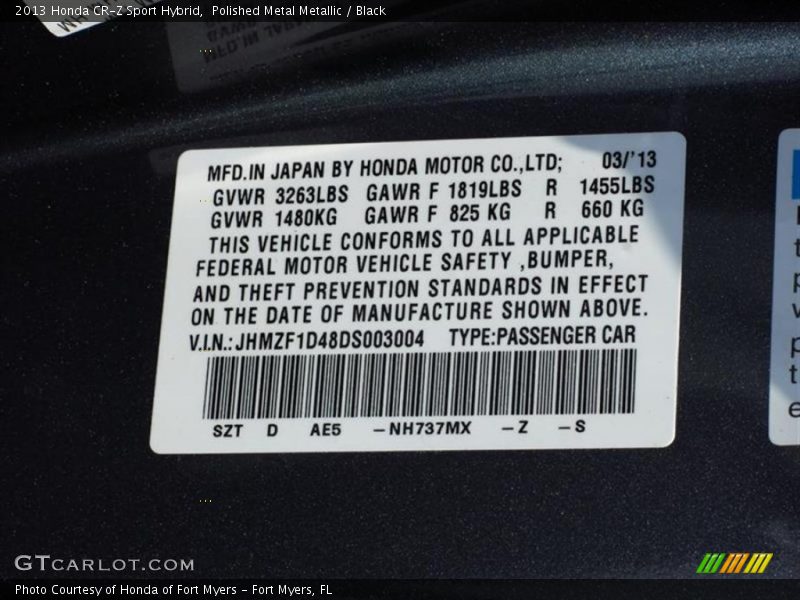 2013 Honda CR-Z Sport Hybrid,  Polished Metal Metallic / Black
MFD.IN JAPAN BY HONDA MOTOR CO.,LTD; 03/'13
GVWR 3263LBS GAWR F 1819LBS R 1455LBS
GVWR 1480KG GAWR F 825 KG R 660 KG
THIS VEHICLE CONFORMS TO ALL APPLICABLE
FEDERAL MOTOR VEHICLE SAFETY ,BUMPER,
AND THEFT PREVENTION STANDARDS IN EFFECT
ON THE DATE OF MANUFACTURE SHOWN ABOVE.
V.I.N.:JHMZF1D48DS003004 TYPE:PASSENGER CAR
SZT D AE5 -NH737MX -Z -S
GTCARLOT.COM
Photo Courtesy of Honda of Fort Myers - Fort Myers, FL